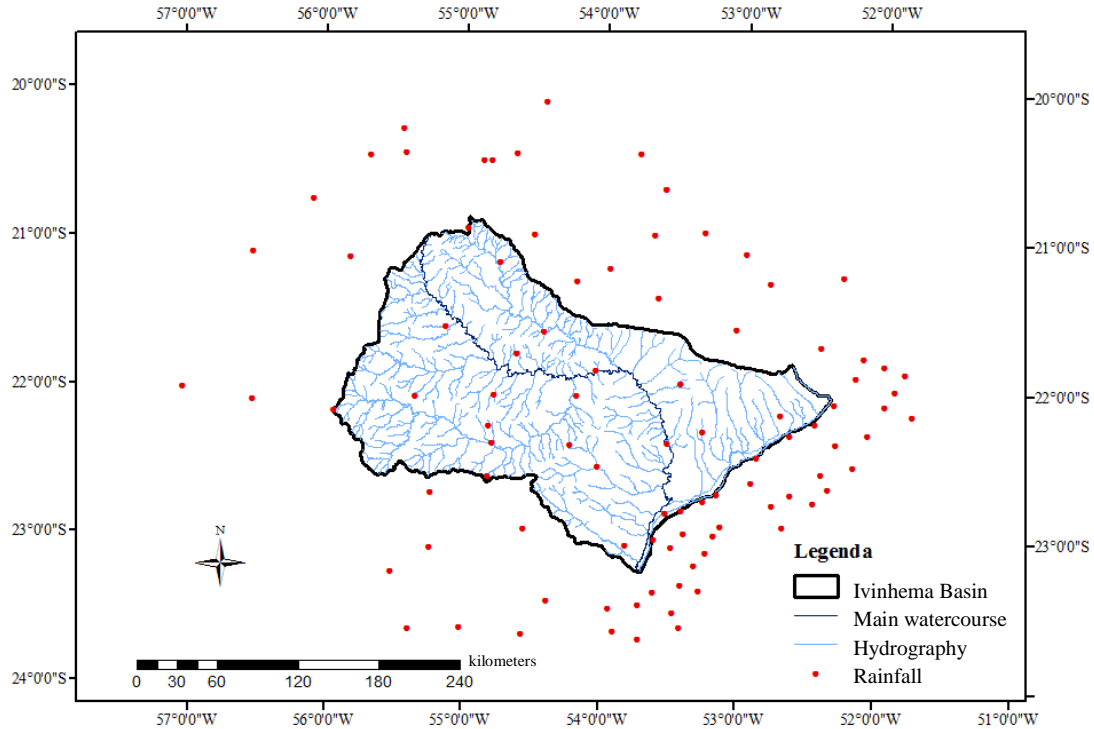 57°0'0"W 56°0'0"W 55°0'0"W 54°0'0"W 53°0'0"W 52°0'0"W
20°0'0"S 20°0'0"S
21°0'0"S 21°0'0"S
22°0'0"S 22°0'0"S
23°0'0"S 23°0'0"S
N
Legenda
Ivinhema Basin
Main watercourse
Hydrography
Rainfall
kilometers
0 30 60 120 180 240
24°0'0"S
57°0'0"W 56°0'0"W 55°0'0"W 54°0'0"W 53°0'0"W 52°0'0"W 51°0'0"W